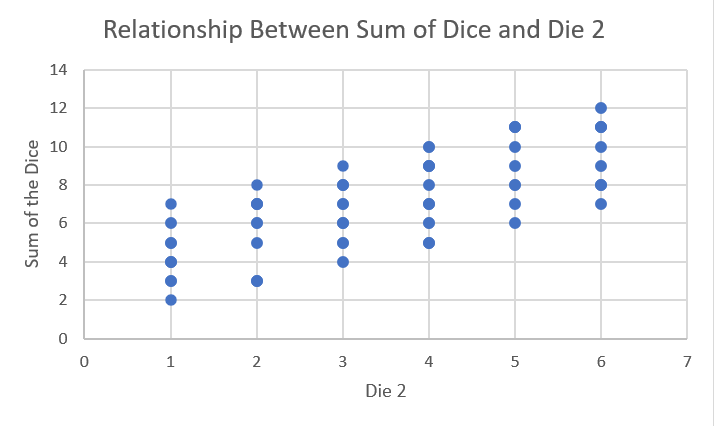 Relationship Between Sum of Dice and Die 2
Sum of the Dice
14
12
10
8
6
4
2
0
0 1 2 3 4 5 6 7
Die 2